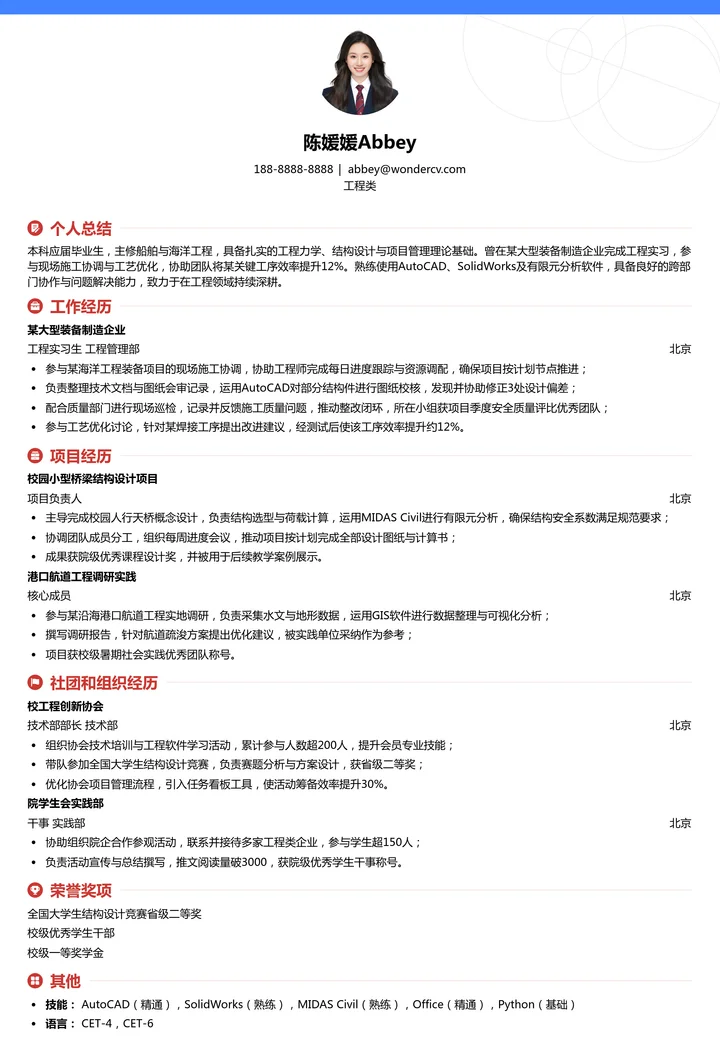 陈媛媛Abbey
188-8888-8888 | abbey@wondercv.com
工程类
个人总结
本科应届毕业生，主修船舶与海洋工程，具备扎实的工程力学、结构设计与项目管理理论基础。曾在某大型装备制造企业完成工程实习，参
与现场施工协调与工艺优化，协助团队将某关键工序效率提升12%。熟练使用AutoCAD、SolidWorks及有限元分析软件，具备良好的跨部
门协作与问题解决能力，致力于在工程领域持续深耕。
工作经历
某大型装备制造企业
工程实习生 工程管理部 北京
• 参与某海洋工程装备项目的现场施工协调，协助工程师完成每日进度跟踪与资源调配，确保项目按计划节点推进；
• 负责整理技术文档与图纸会审记录，运用AutoCAD对部分结构件进行图纸校核，发现并协助修正3处设计偏差；
• 配合质量部门进行现场巡检，记录并反馈施工质量问题，推动整改闭环，所在小组获项目季度安全质量评比优秀团队；
• 参与工艺优化讨论，针对某焊接工序提出改进建议，经测试后使该工序效率提升约12%。
项目经历
校园小型桥梁结构设计项目
项目负责人 北京
• 主导完成校园人行天桥概念设计，负责结构选型与荷载计算，运用MIDAS Civil进行有限元分析，确保结构安全系数满足规范要求；
• 协调团队成员分工，组织每周进度会议，推动项目按计划完成全部设计图纸与计算书；
• 成果获院级优秀课程设计奖，并被用于后续教学案例展示。
港口航道工程调研实践
核心成员 北京
• 参与某沿海港口航道工程实地调研，负责采集水文与地形数据，运用GIS软件进行数据整理与可视化分析；
• 撰写调研报告，针对航道疏浚方案提出优化建议，被实践单位采纳作为参考；
• 项目获校级暑期社会实践优秀团队称号。
社团和组织经历
校工程创新协会
技术部部长 技术部 北京
• 组织协会技术培训与工程软件学习活动，累计参与人数超200人，提升会员专业技能；
• 带队参加全国大学生结构设计竞赛，负责赛题分析与方案设计，获省级二等奖；
• 优化协会项目管理流程，引入任务看板工具，使活动筹备效率提升30%。
院学生会实践部
干事 实践部 北京
• 协助组织院企合作参观活动，联系并接待多家工程类企业，参与学生超150人；
• 负责活动宣传与总结撰写，推文阅读量破3000，获院级优秀学生干事称号。
荣誉奖项
全国大学生结构设计竞赛省级二等奖
校级优秀学生干部
校级一等奖学金
其他
• 技能： AutoCAD（精通），SolidWorks（熟练），MIDAS Civil（熟练），Office（精通），Python（基础）
• 语言： CET-4，CET-6